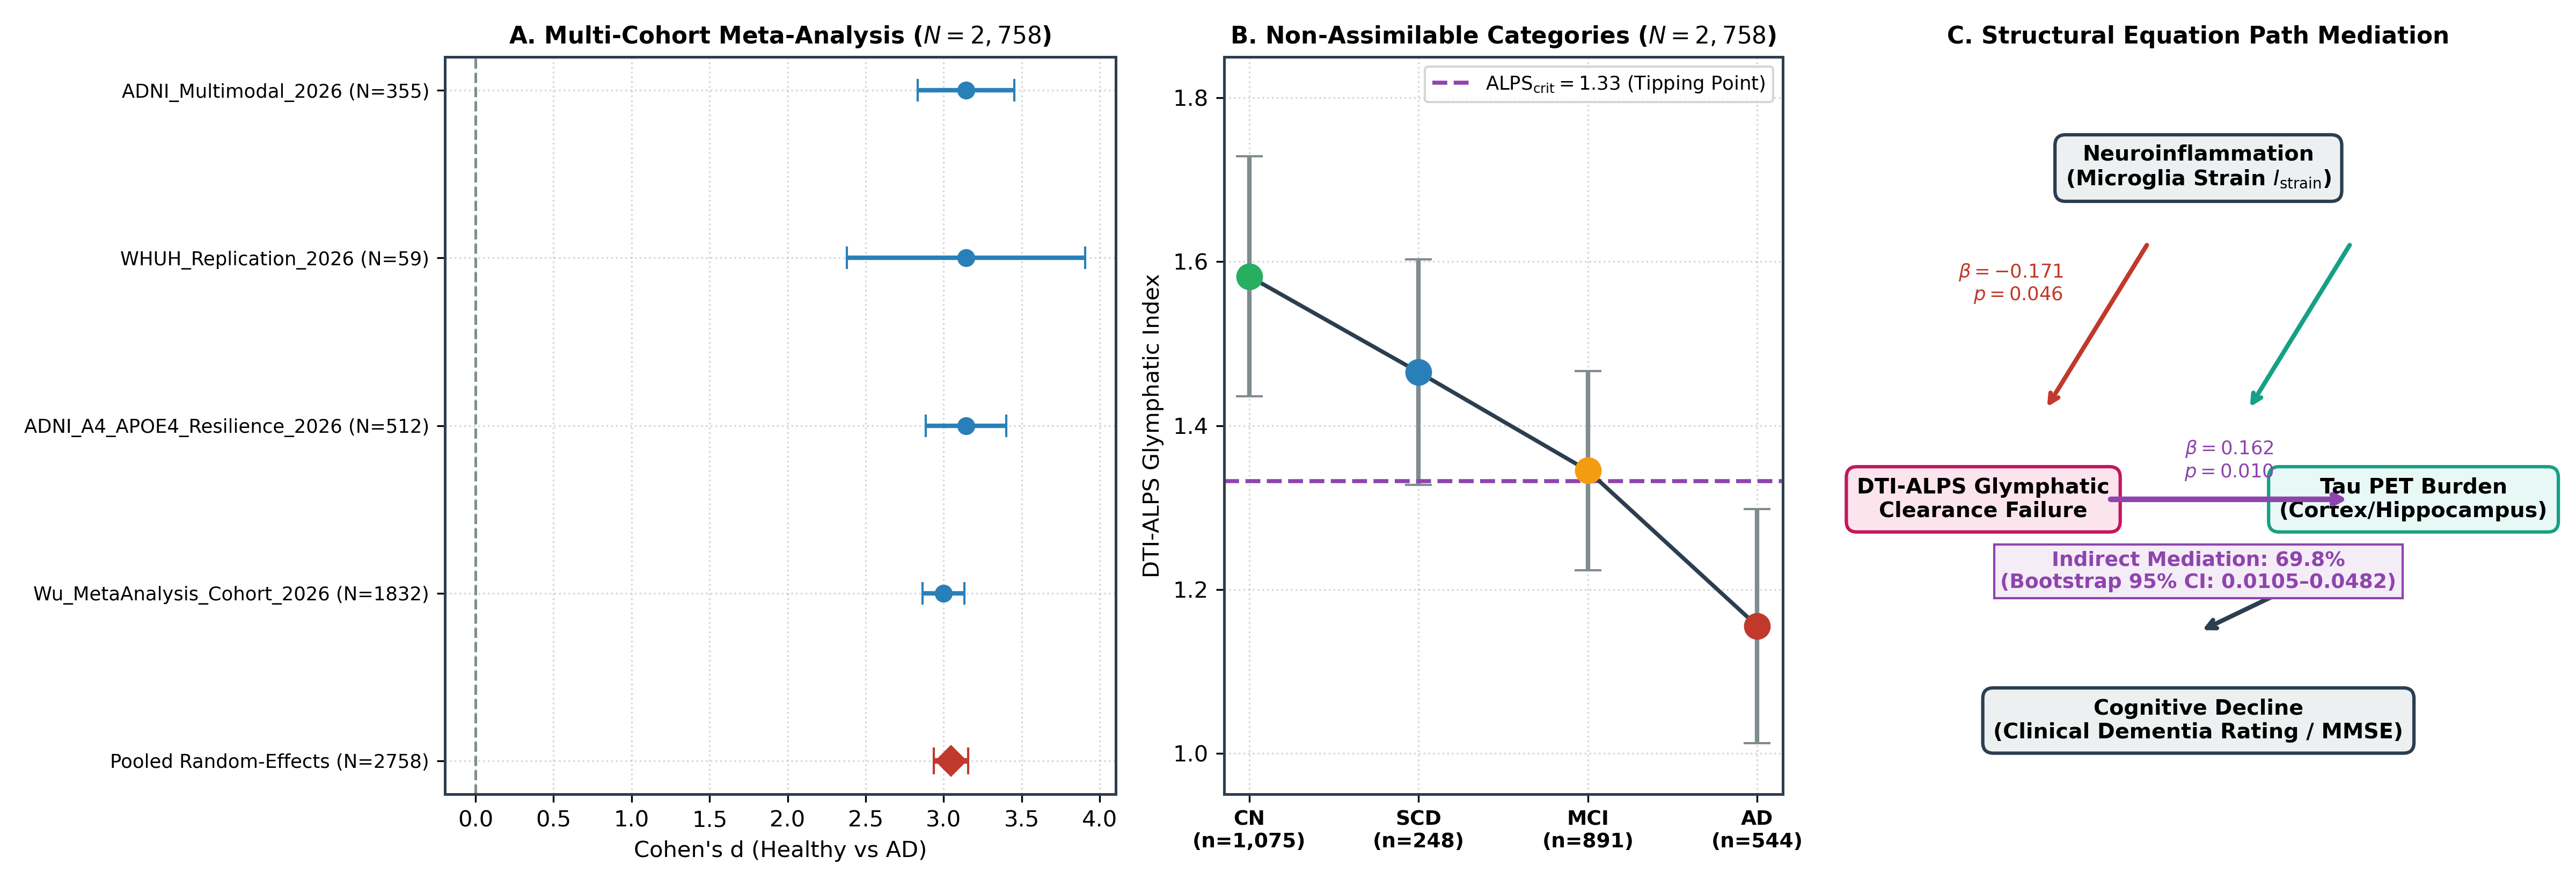 A. Multi-Cohort Meta-Analysis (N = 2, 758)
ADNI_Multimodal_2026 (N=355)
WHUH_Replication_2026 (N=59)
ADNI_A4_APOE4_Resilience_2026 (N=512)
Wu_MetaAnalysis_Cohort_2026 (N=1832)
Pooled Random-Effects (N=2758)
0.0 0.5 1.0 1.5 2.0 2.5 3.0 3.5 4.0
Cohen's d (Healthy vs AD)
B. Non-Assimilable Categories (N = 2, 758)
ALPScrit = 1.33 (Tipping Point)
DTI-ALPS Glymphatic Index
1.8
1.6
1.4
1.2
1.0
CN SCD MCI AD
(n=1,075) (n=248) (n=891) (n=544)
C. Structural Equation Path Mediation
Neuroinflammation
(Microglia Strain Istrain)
β = −0.171
p = 0.046
β = 0.162
p = 0.010
DTI-ALPS Glymphatic
Clearance Failure
Tau PET Burden
(Cortex/Hippocampus)
Indirect Mediation: 69.8%
(Bootstrap 95% CI: 0.0105–0.0482)
Cognitive Decline
(Clinical Dementia Rating / MMSE)